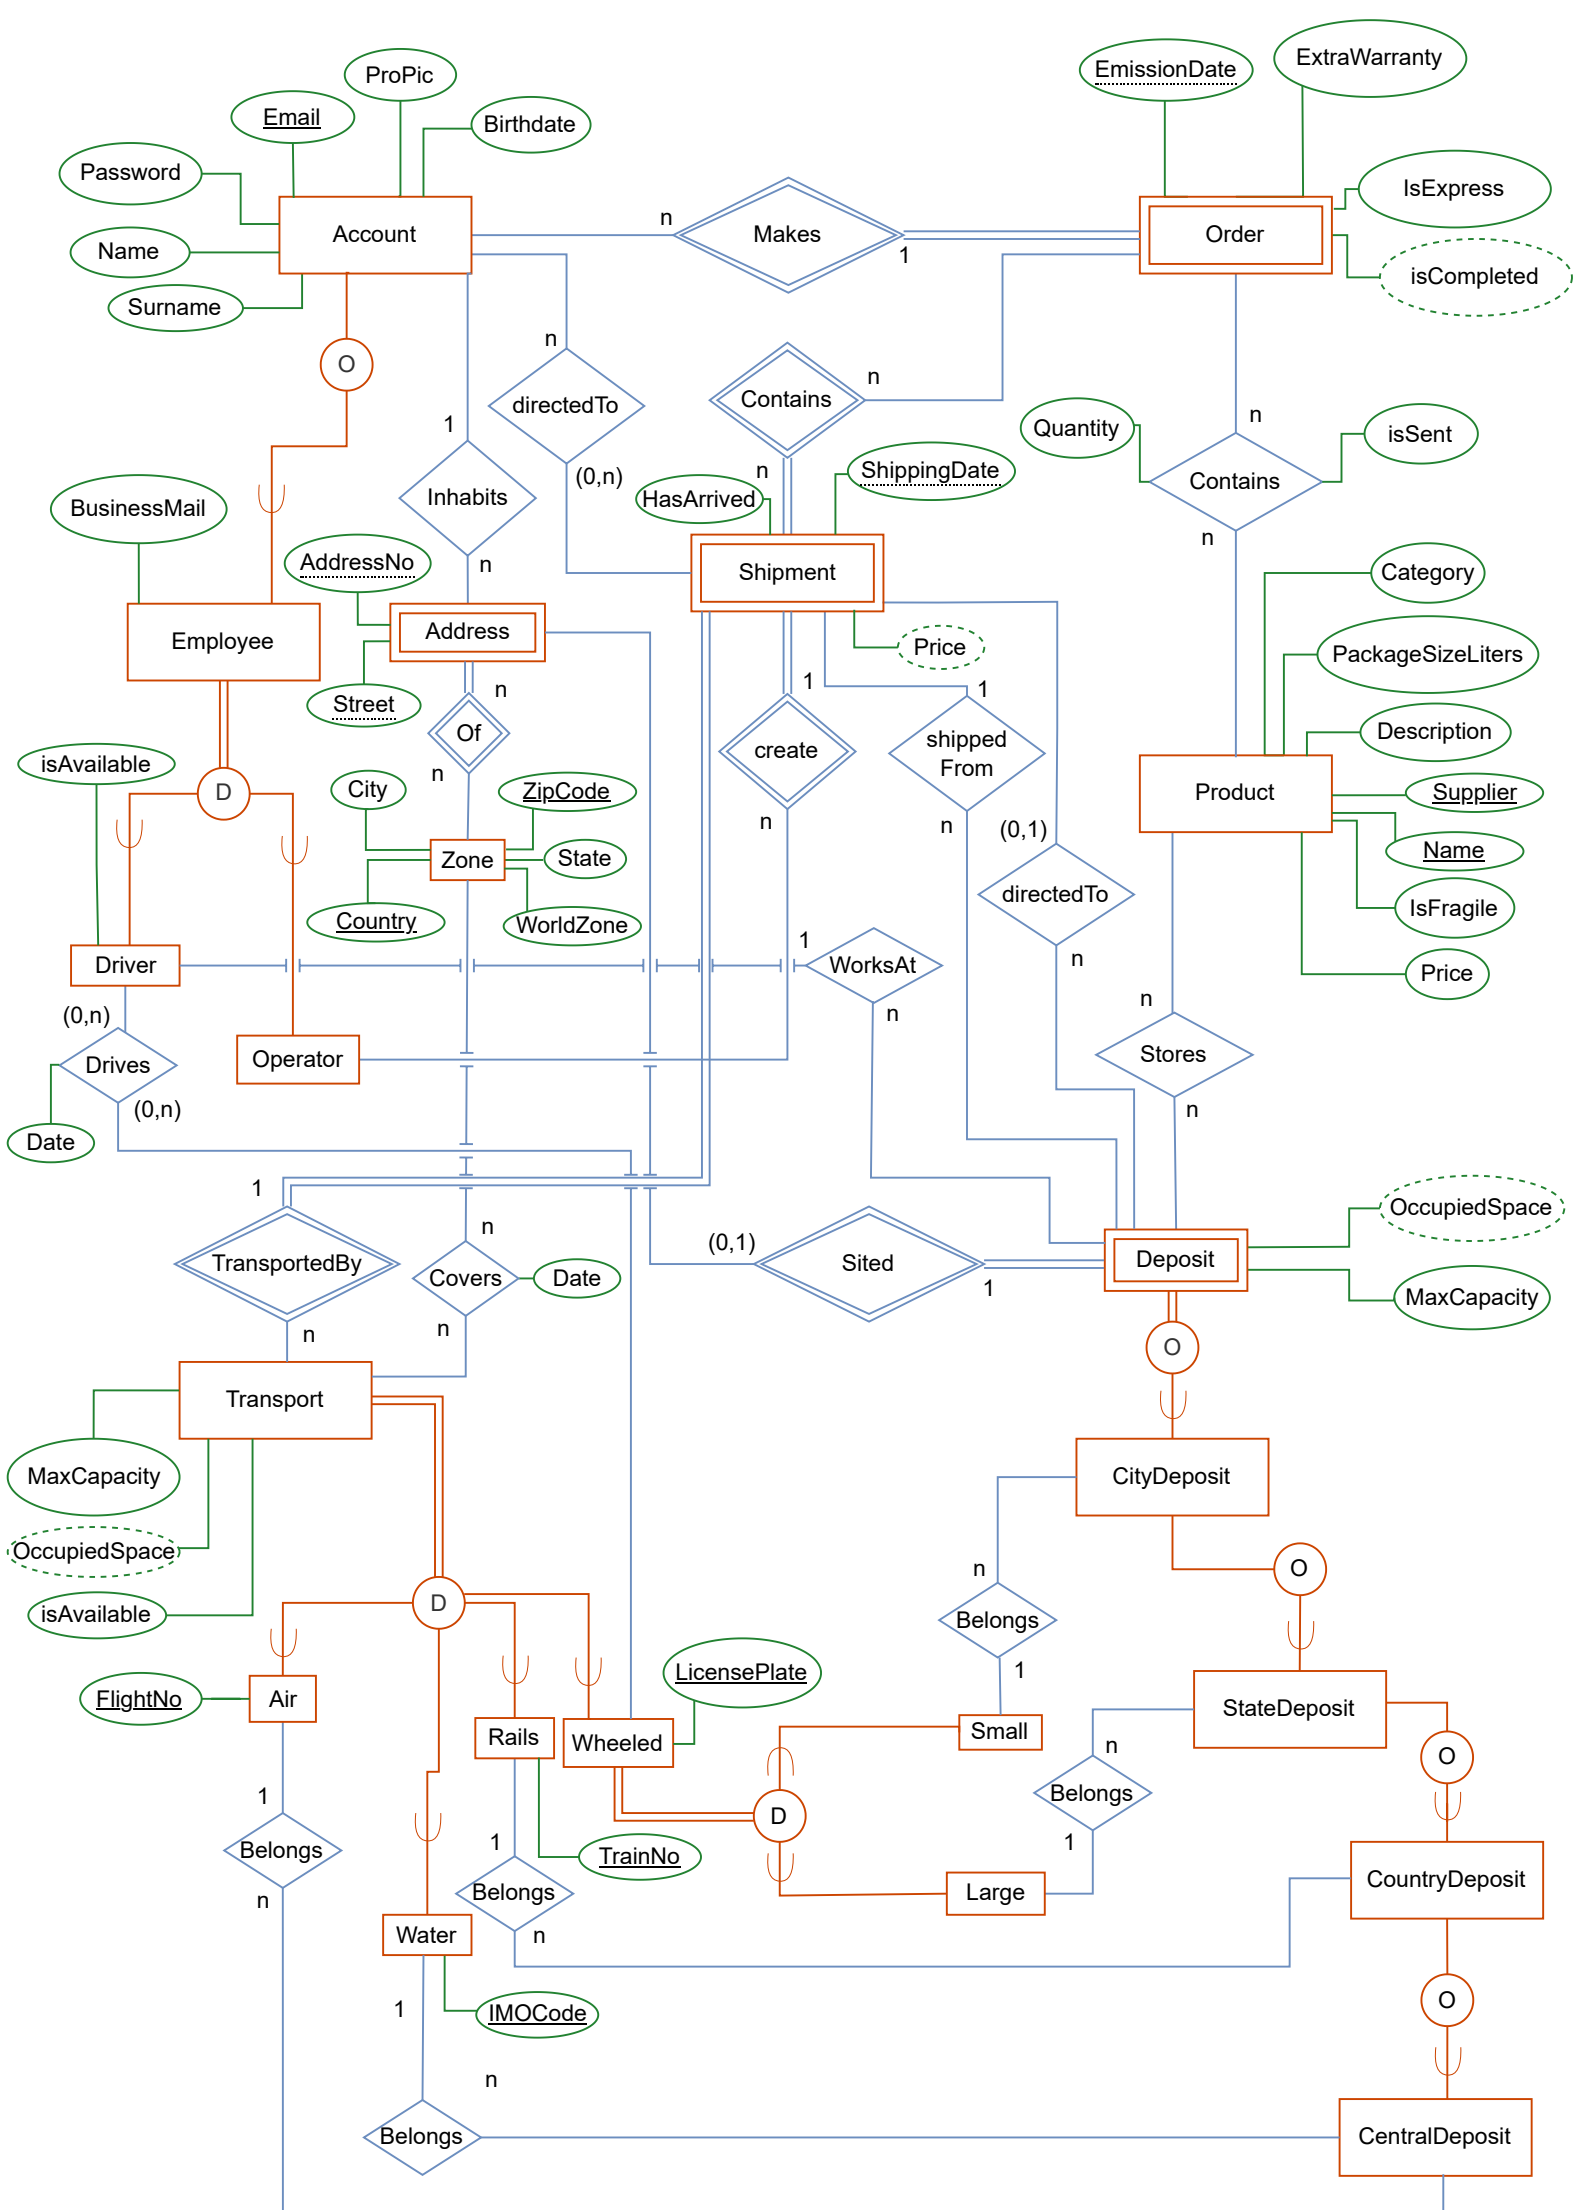 ExtraWarranty
EmissionDate
ProPic
Email
Birthdate
Password
IsExpress
n
Account
Makes
Order
1
Name
isCompleted
Surname
n
O
n
Contains
directedTo
n
1
Quantity
isSent
n
(0,n)
ShippingDate
Inhabits
Contains
HasArrived
BusinessMail
n
AddressNo
n
Shipment
Category
Address
Employee
Price
PackageSizeLiters
n
1
1
Street
Of
Description
shipped
From
create
isAvailable
n
City
ZipCode
D
Product
Supplier
n
n
(0,1)
Zone
State
Name
directedTo
IsFragile
Country
WorldZone
1
n
Driver
WorksAt
Price
n
n
(0,n)
Stores
Operator
Drives
(0,n)
n
Date
1
OccupiedSpace
n
(0,1)
TransportedBy
Sited
Deposit
Covers
Date
1
MaxCapacity
n
n
O
Transport
MaxCapacity
CityDeposit
OccupiedSpace
n
O
D
isAvailable
Belongs
1
LicensePlate
FlightNo
Air
StateDeposit
Small
Rails
Wheeled
n
O
1
Belongs
D
1
1
Belongs
TrainNo
CountryDeposit
Belongs
Large
n
Water
n
O
1
IMOCode
n
Belongs
CentralDeposit